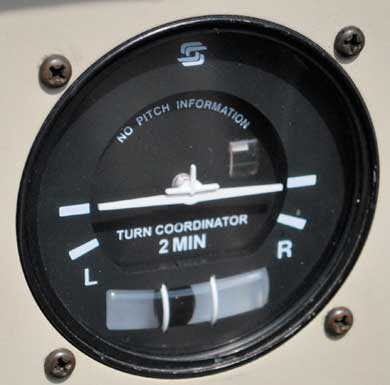 NO PITCH INFORMATION
TURN COORDINATOR
2 MIN
L
R